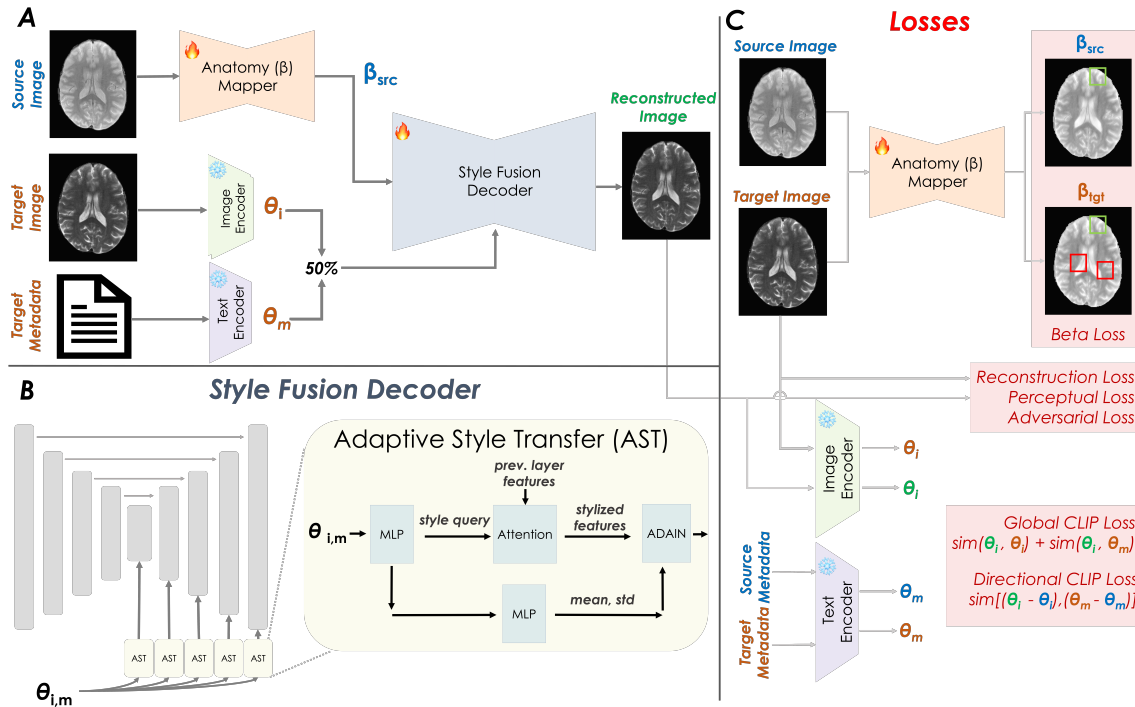 A
Source
Image
Anatomy (β)
Mapper
βsrc
Target
Image
Image
Encoder
θi
50%
Target
Metadata
Text
Encoder
θm
Style Fusion
Decoder
Reconstructed
Image
B
Style Fusion Decoder
AST
AST
AST
AST
AST
θi,m
Adaptive Style Transfer (AST)
prev. layer
features
θ i,m
MLP
style query
Attention
stylized
features
ADAIN
MLP
mean, std
C
Losses
Source Image
Target Image
Anatomy (β)
Mapper
βsrc
βtgt
Beta Loss
Reconstruction Loss
Perceptual Loss
Adversarial Loss
Image
Encoder
θi
θi
Source
Metadata
Target
Metadata
Text
Encoder
θm
θm
Global CLIP Loss
sim(θi , θi) + sim(θi , θm)
Directional CLIP Loss
sim[(θi - θi),(θm - θm)]